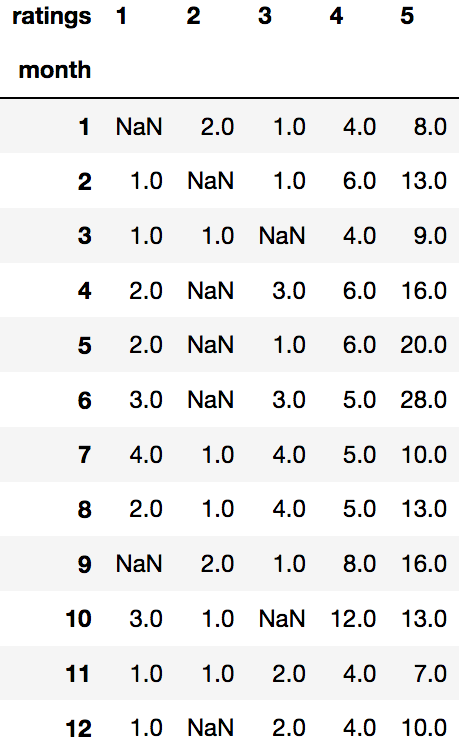 ratings 1 2 3 4 5
month
1 NaN 2.0 1.0 4.0 8.0
2 1.0 NaN 1.0 6.0 13.0
3 1.0 1.0 NaN 4.0 9.0
4 2.0 NaN 3.0 6.0 16.0
5 2.0 NaN 1.0 6.0 20.0
6 3.0 NaN 3.0 5.0 28.0
7 4.0 1.0 4.0 5.0 10.0
8 2.0 1.0 4.0 5.0 13.0
9 NaN 2.0 1.0 8.0 16.0
10 3.0 1.0 NaN 12.0 13.0
11 1.0 1.0 2.0 4.0 7.0
12 1.0 NaN 2.0 4.0 10.0